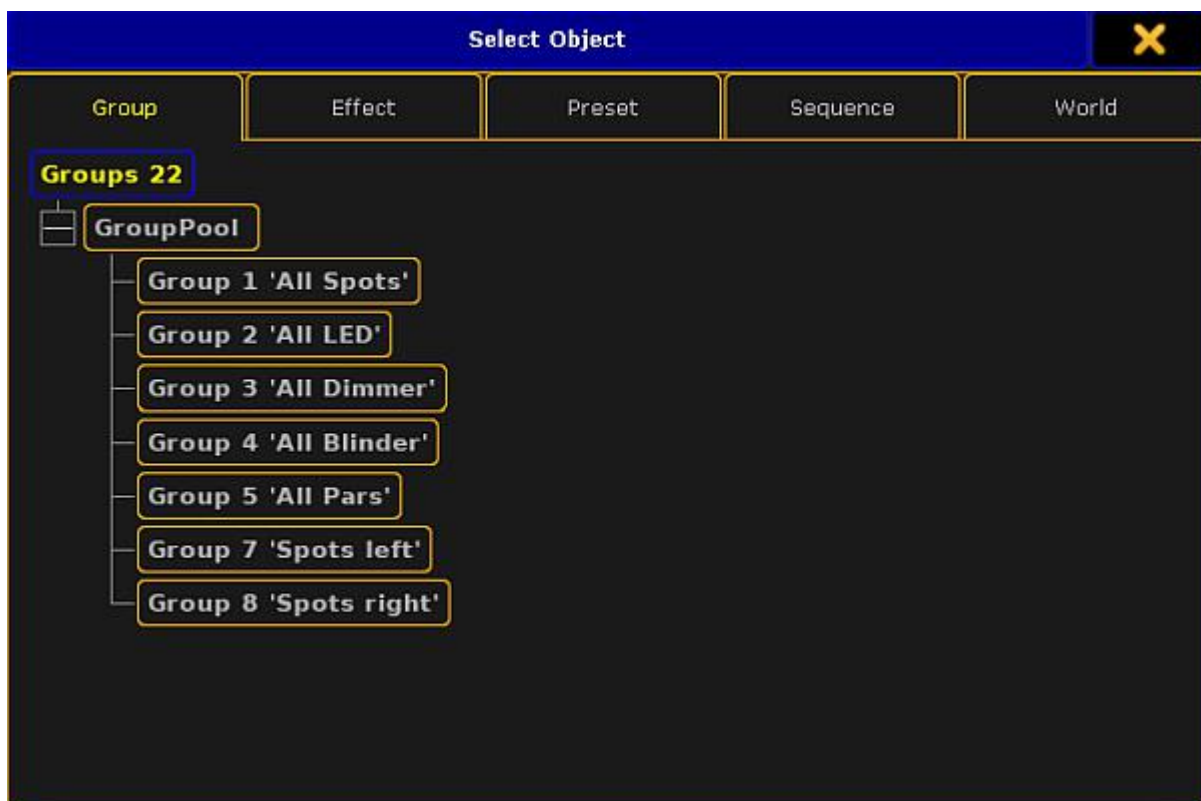 Select Object
Group Effect Preset Sequence World
Groups 22
GroupPool
Group 1 'All Spots'
Group 2 'All LED'
Group 3 'All Dimmer'
Group 4 'All Blinder'
Group 5 'All Pars'
Group 7 'Spots left'
Group 8 'Spots right'